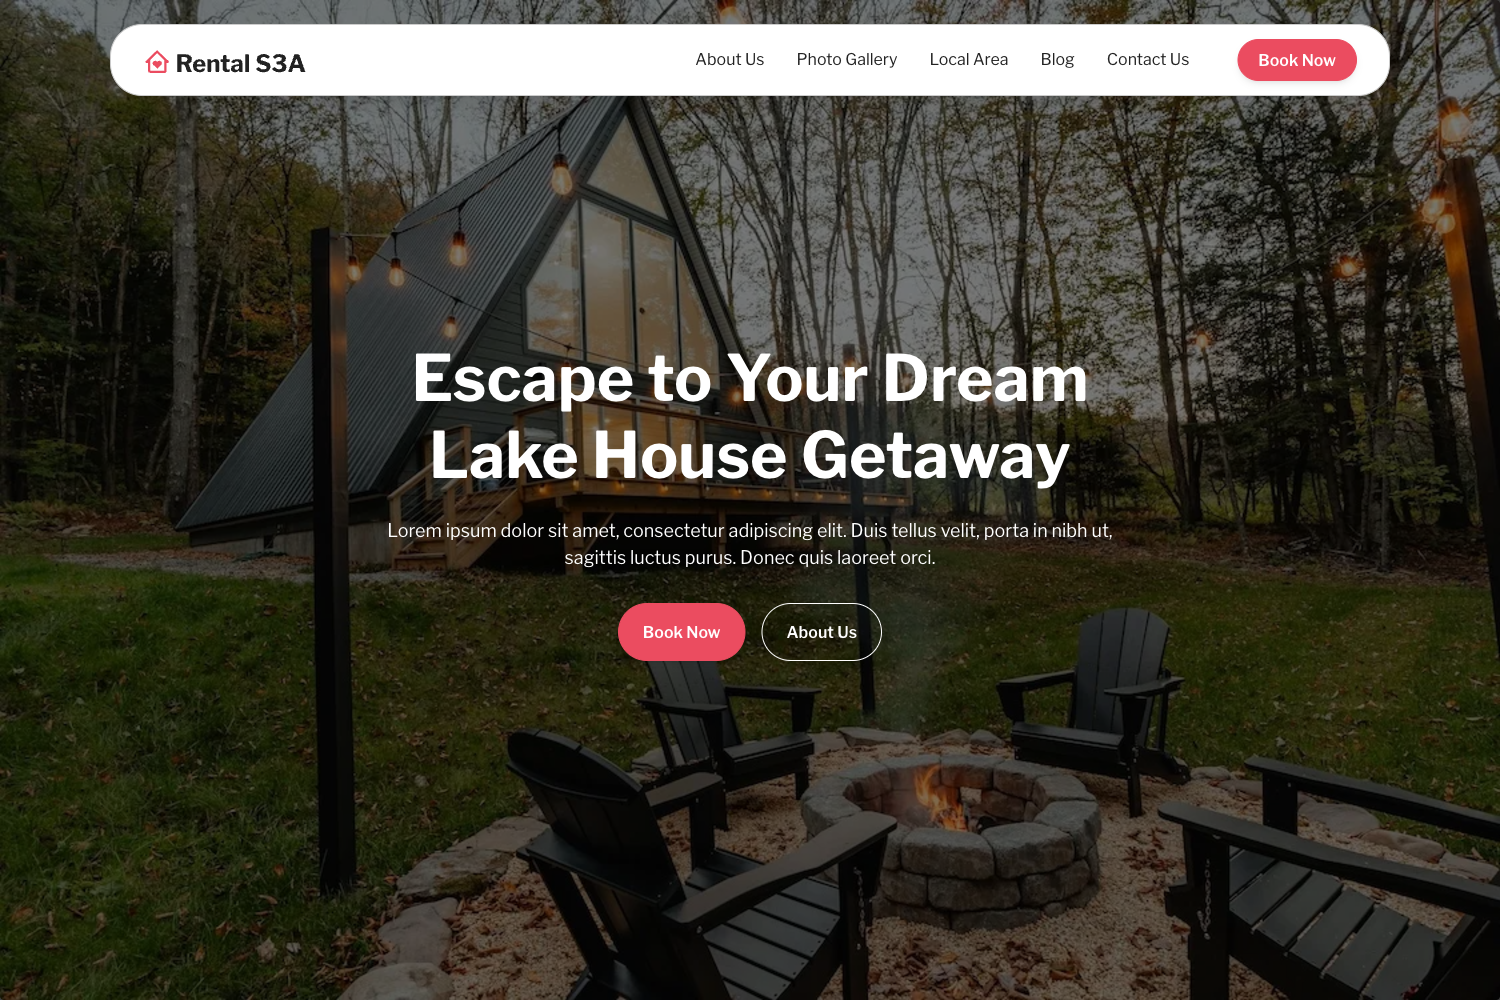 Rental S3A
About Us
Photo Gallery
Local Area
Blog
Contact Us
Book Now
Escape to Your Dream
Lake House Getaway
Lorem ipsum dolor sit amet, consectetur adipiscing elit. Duis tellus velit, porta in nibh ut,
sagittis luctus purus. Donec quis laoreet orci.
Book Now
About Us